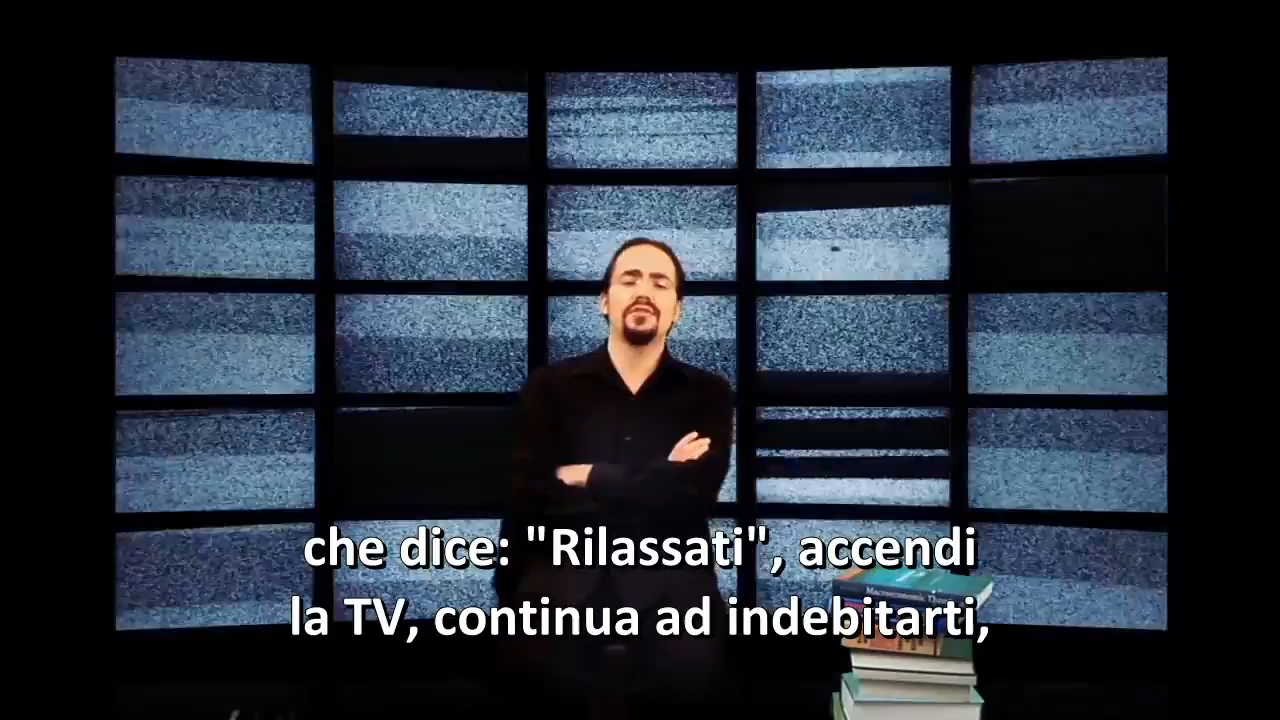 che dice: "Rilassati", accendi
la TV, continua ad indebitarti,